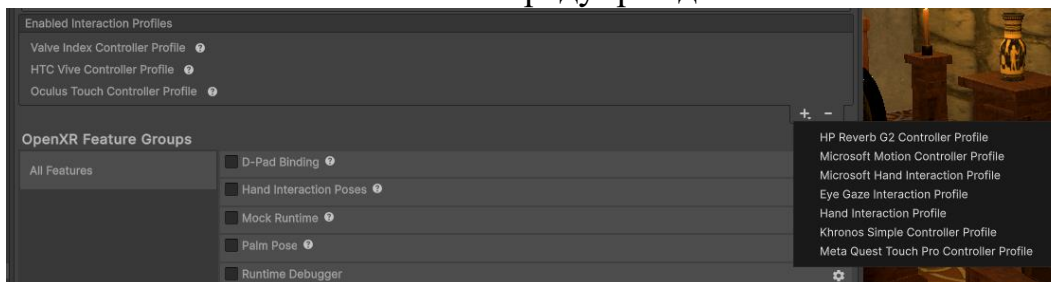 Enabled Interaction Profiles
Valve Index Controller Profile
HTC Vive Controller Profile
Oculus Touch Controller Profile
OpenXR Feature Groups
All Features
D-Pad Binding
Hand Interaction Poses
Mock Runtime
Palm Pose
Runtime Debugger
HP Reverb G2 Controller Profile
Microsoft Motion Controller Profile
Microsoft Hand Interaction Profile
Eye Gaze Interaction Profile
Hand Interaction Profile
Khronos Simple Controller Profile
Meta Quest Touch Pro Controller Profile